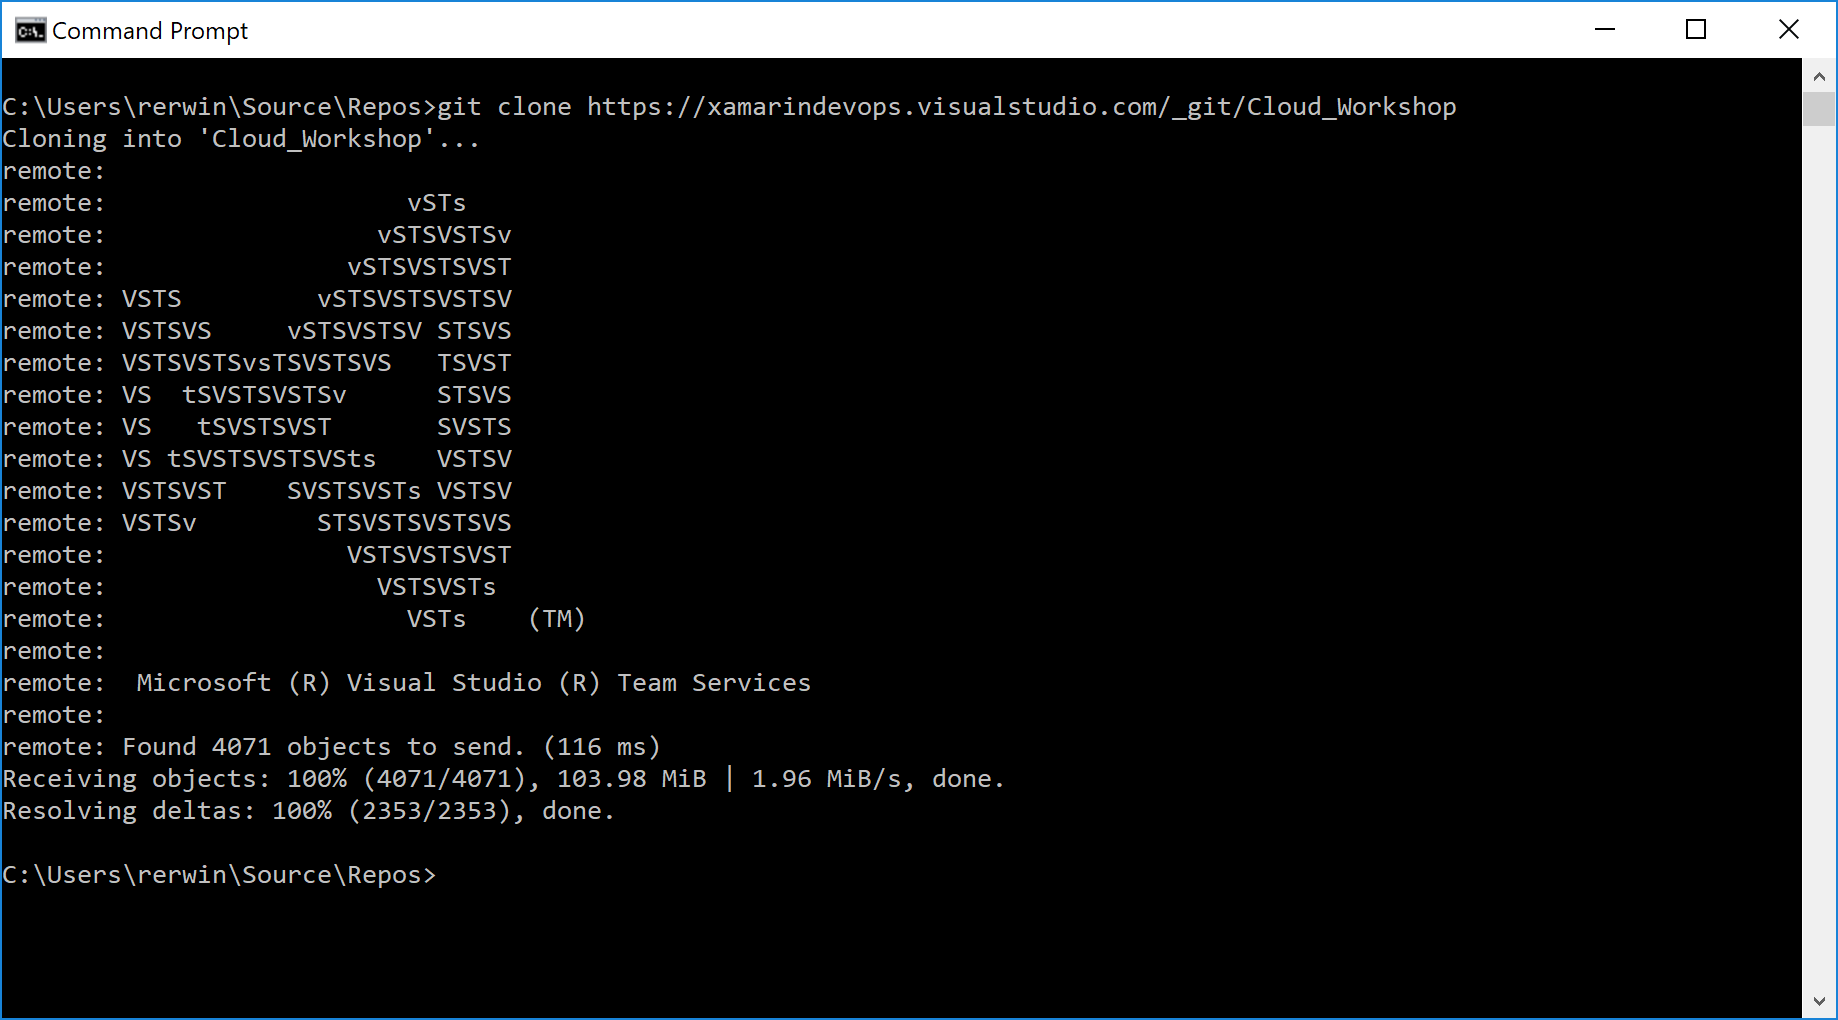 Command Prompt
C:\Users\rerwin\Source\Repos>git clone https://xamarindevops.visualstudio.com/_git/Cloud_Workshop
Cloning into 'Cloud_Workshop'...
remote:
remote:                    vSTs
remote:                  vSTSVSTSv
remote:                vSTSVSTSVST
remote: VSTS         vSTSVSTSVSTSV
remote: VSTSVS     vSTSVSTSV STSVS
remote: VSTSVSTSvsTSVSTSVS   TSVST
remote: VS  tSVSTSVSTSv      STSVS
remote: VS   tSVSTSVST       SVSTS
remote: VS tSVSTSVSTSVSts    VSTSV
remote: VSTSVST    SVSTSVSTs VSTSV
remote: VSTSv        STSVSTSVSTSVS
remote:                VSTSVSTSVST
remote:                  VSTSVSTs
remote:                    VSTs    (TM)
remote:
remote:  Microsoft (R) Visual Studio (R) Team Services
remote:
remote: Found 4071 objects to send. (116 ms)
Receiving objects: 100% (4071/4071), 103.98 MiB | 1.96 MiB/s, done.
Resolving deltas: 100% (2353/2353), done.
C:\Users\rerwin\Source\Repos>